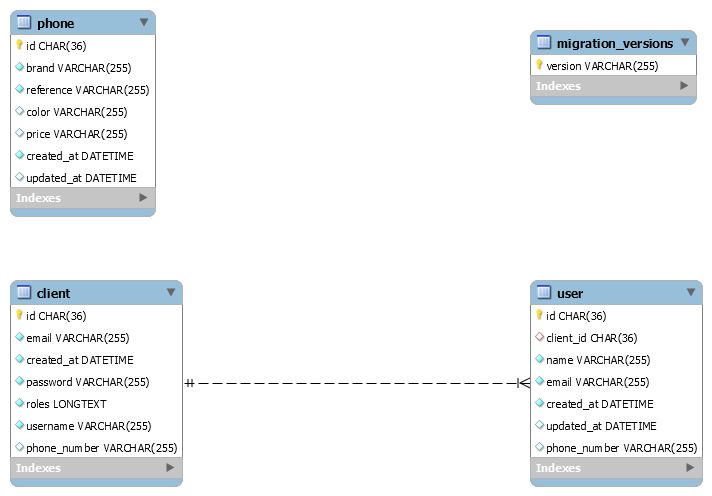 phone
id CHAR(36)
brand VARCHAR(255)
reference VARCHAR(255)
color VARCHAR(255)
price VARCHAR(255)
created_at DATETIME
updated_at DATETIME
Indexes
migration_versions
version VARCHAR(255)
Indexes
client
id CHAR(36)
email VARCHAR(255)
created_at DATETIME
password VARCHAR(255)
roles LONGTEXT
username VARCHAR(255)
phone_number VARCHAR(255)
Indexes
user
id CHAR(36)
client_id CHAR(36)
name VARCHAR(255)
email VARCHAR(255)
created_at DATETIME
updated_at DATETIME
phone_number VARCHAR(255)
Indexes